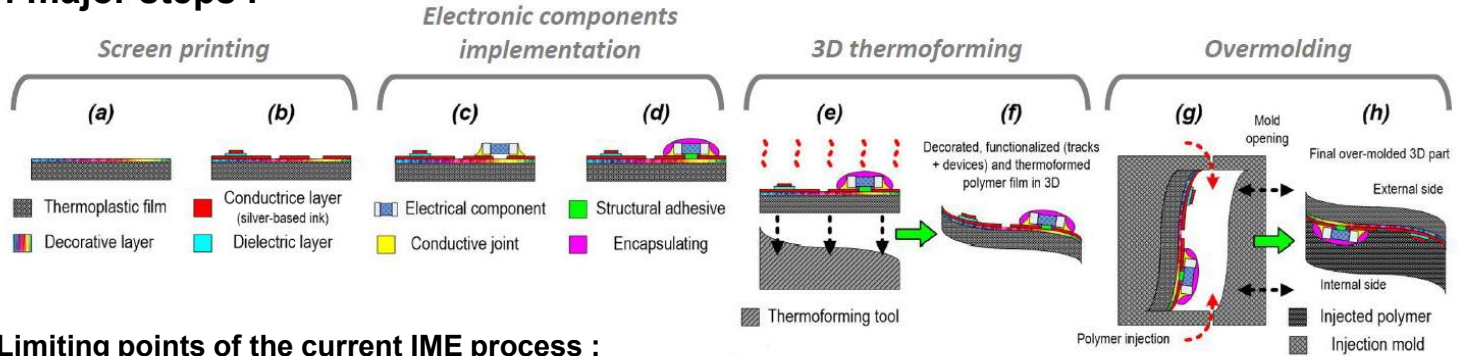 major steps :
Screen printing
Electronic components
implementation
3D thermoforming
Overmolding
(a)
(b)
Thermoplastic film
Conductrice layer
(silver-based ink)
Decorative layer
Dielectric layer
(c)
(d)
Electrical component
Structural adhesive
Conductive joint
Encapsulating
(e)
(f)
Decorated, functionalized (tracks
+ devices) and thermoformed
polymer film in 3D
Thermoforming tool
(g)
Mold
opening
(h)
Final over-molded 3D part
External side
Internal side
Polymer injection
Injected polymer
Injection mold
Limiting points of the current IME process :